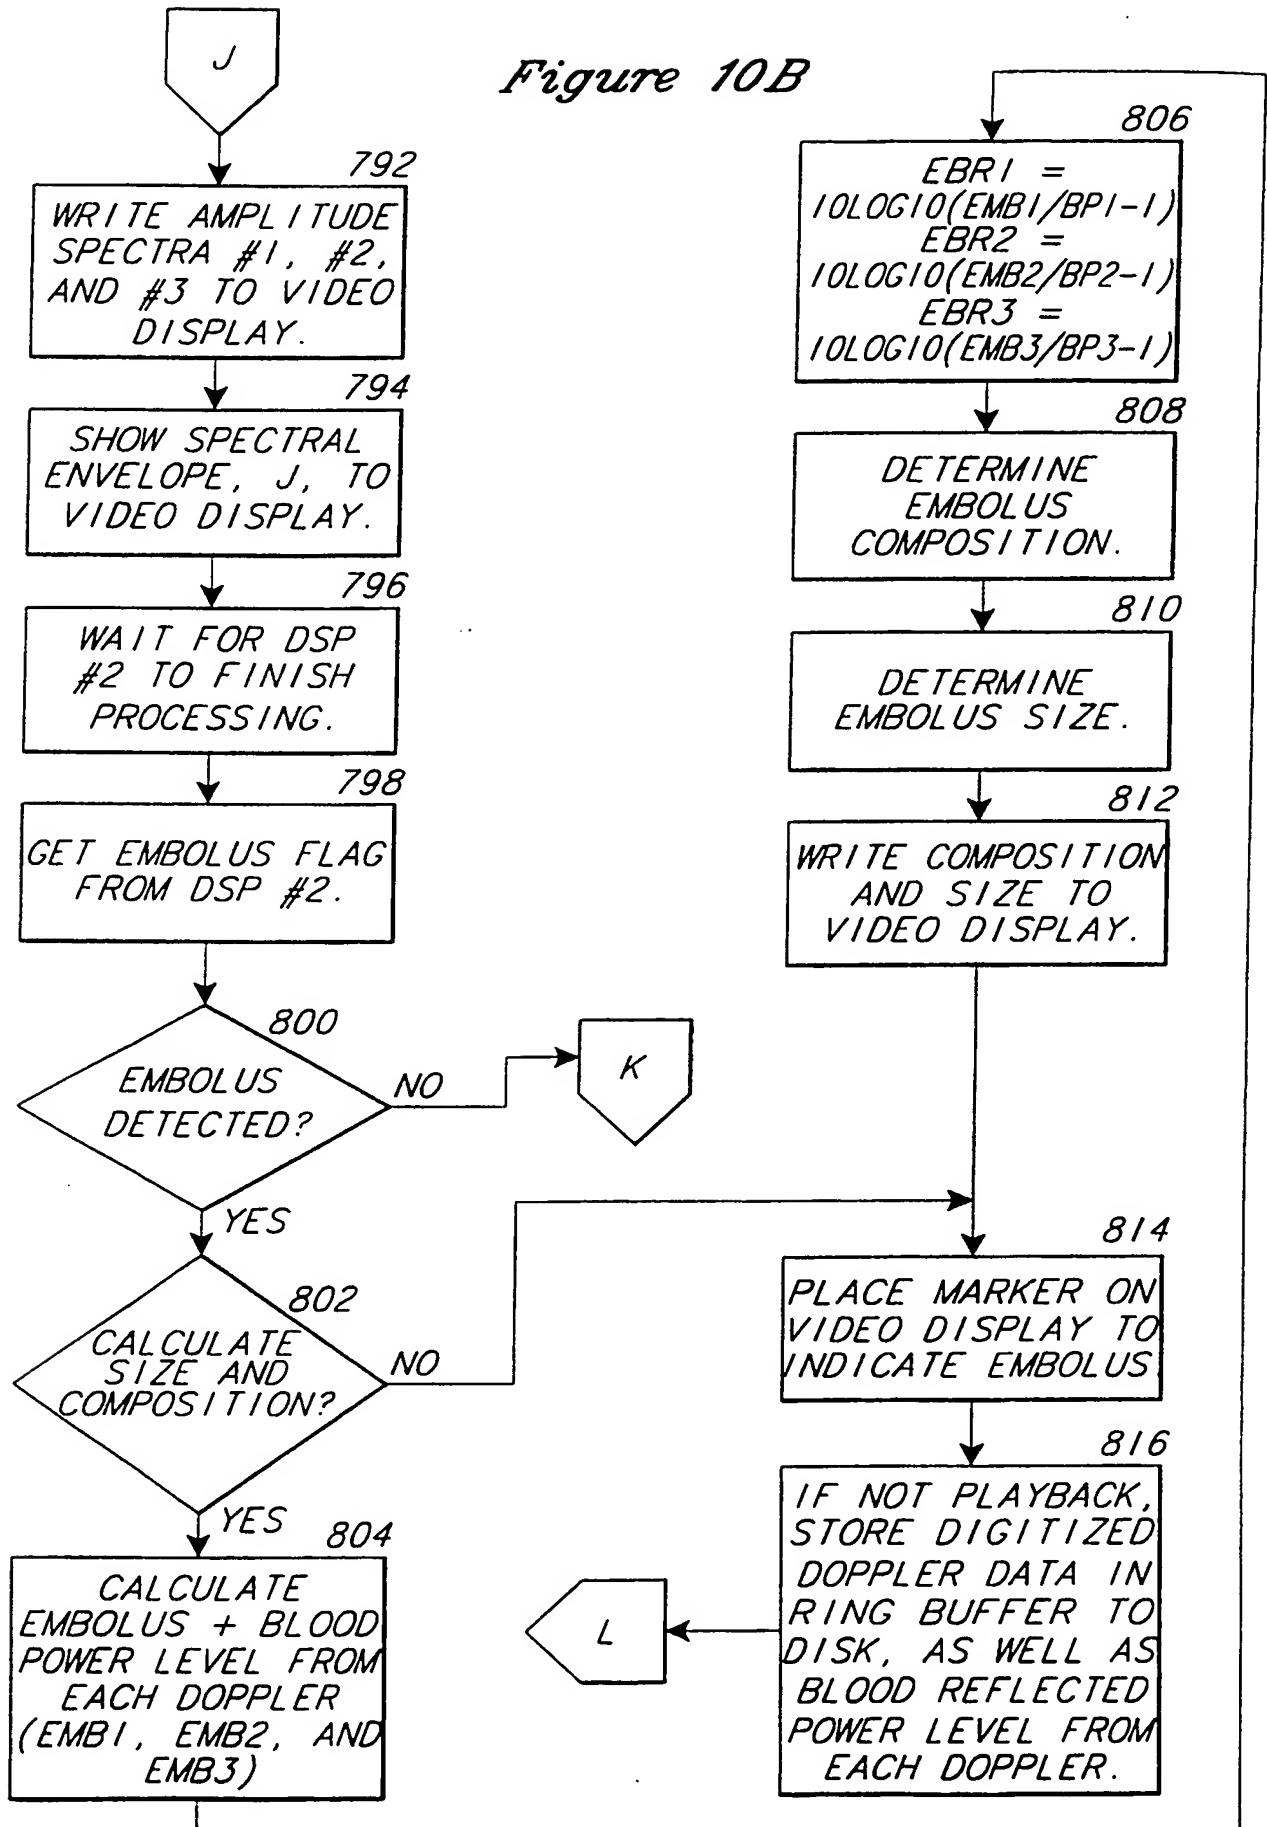 Figure 10B
J
792
WRITE AMPLITUDE
SPECTRA #1, #2,
AND #3 TO VIDEO
DISPLAY.
794
SHOW SPECTRAL
ENVELOPE, J, TO
VIDEO DISPLAY.
796
WAIT FOR DSP
#2 TO FINISH
PROCESSING.
798
GET EMBOLUS FLAG
FROM DSP #2.
800
EMBOLUS
DETECTED?
NO
K
YES
802
CALCULATE
SIZE AND
COMPOSITION?
NO
YES
804
CALCULATE
EMBOLUS + BLOOD
POWER LEVEL FROM
EACH DOPPLER
(EMB1, EMB2, AND
EMB3)
806
EBR1 =
10LOG10(EMB1/BP1-1)
EBR2 =
10LOG10(EMB2/BP2-1)
EBR3 =
10LOG10(EMB3/BP3-1)
808
DETERMINE
EMBOLUS
COMPOSITION.
810
DETERMINE
EMBOLUS SIZE.
812
WRITE COMPOSITION
AND SIZE TO
VIDEO DISPLAY.
814
PLACE MARKER ON
VIDEO DISPLAY TO
INDICATE EMBOLUS
816
IF NOT PLAYBACK,
STORE DIGITIZED
DOPPLER DATA IN
RING BUFFER TO
DISK, AS WELL AS
BLOOD REFLECTED
POWER LEVEL FROM
EACH DOPPLER.
L